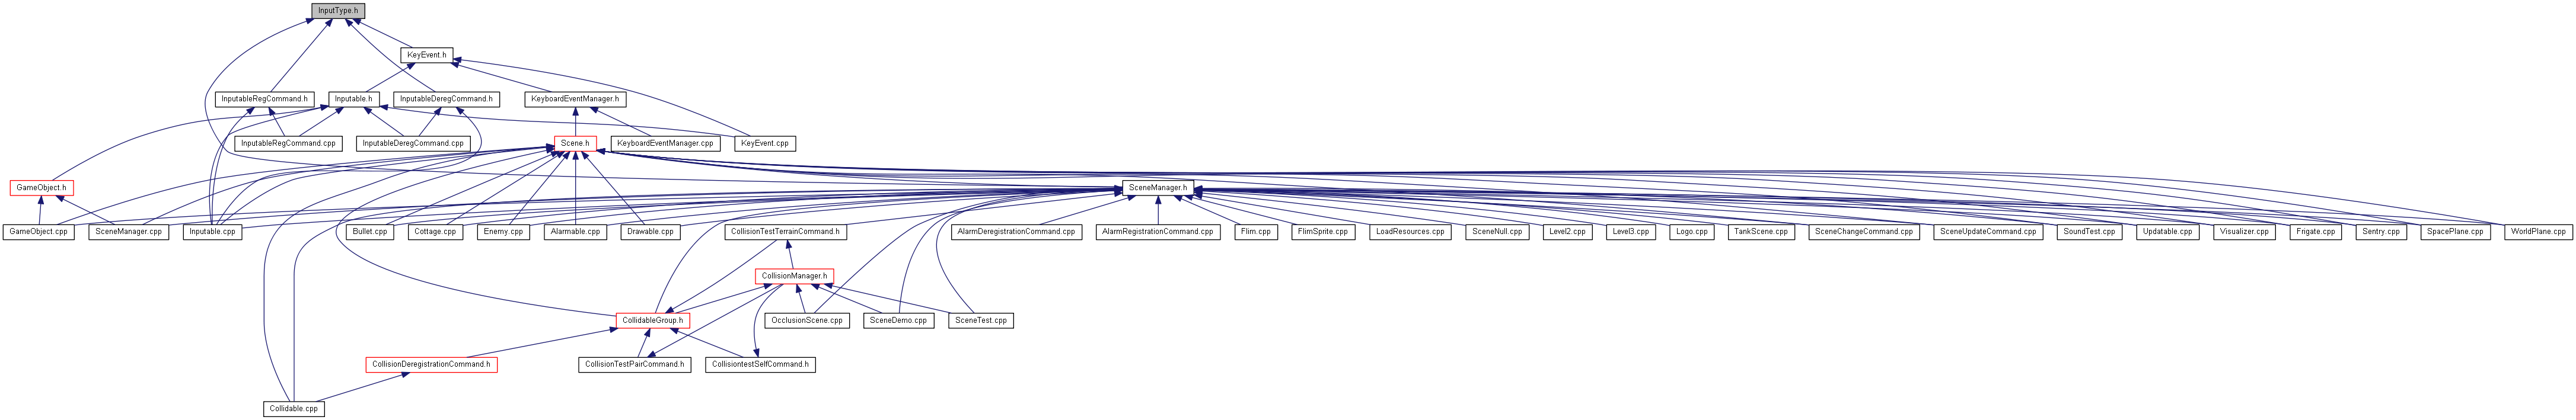 InputType.h
KeyEvent.h
InputableRegCommand.h
Inputable.h
InputableDeregCommand.h
KeyboardEventManager.h
InputableRegCommand.cpp
InputableDeregCommand.cpp
Scene.h
KeyboardEventManager.cpp
KeyEvent.cpp
GameObject.h
SceneManager.h
GameObject.cpp
SceneManager.cpp
Inputable.cpp
Bullet.cpp
Cottage.cpp
Enemy.cpp
Alarmable.cpp
Drawable.cpp
CollisionTestTerrainCommand.h
AlarmDeregistrationCommand.cpp
AlarmRegistrationCommand.cpp
Flim.cpp
FlimSprite.cpp
LoadResources.cpp
SceneNull.cpp
Level2.cpp
Level3.cpp
Logo.cpp
TankScene.cpp
SceneChangeCommand.cpp
SceneUpdateCommand.cpp
SoundTest.cpp
Updatable.cpp
Visualizer.cpp
Frigate.cpp
Sentry.cpp
SpacePlane.cpp
WorldPlane.cpp
CollisionManager.h
CollidableGroup.h
OcclusionScene.cpp
SceneDemo.cpp
SceneTest.cpp
CollisionDeregistrationCommand.h
CollisionTestPairCommand.h
CollisiontestSelfCommand.h
Collidable.cpp